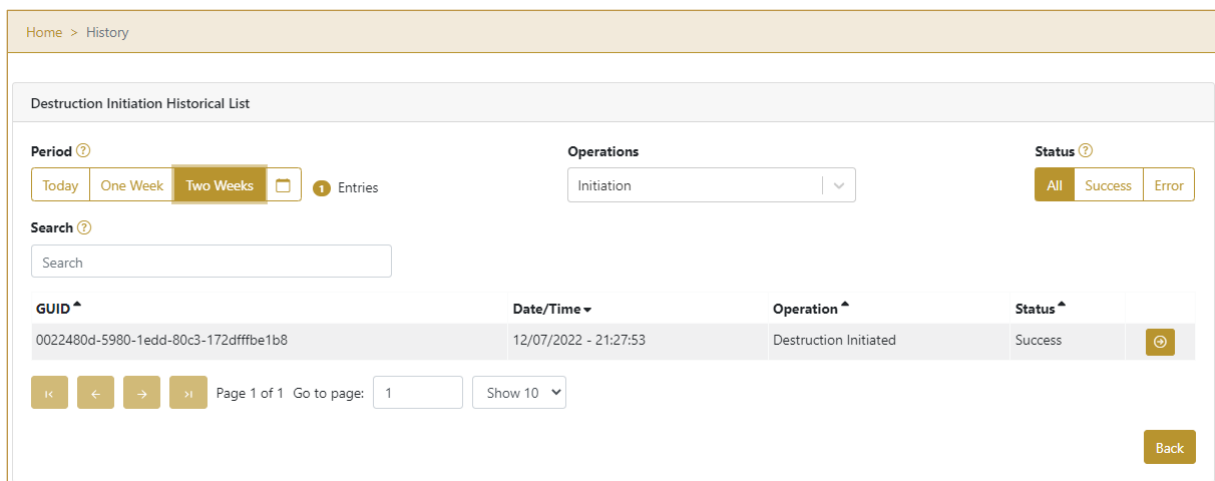 Home > History
Destruction Initiation Historical List
Period ?
Operations
Status ?
Today One Week Two Weeks 1 Entries
Initiation
All Success Error
Search ?
Search
GUID Date/Time Operation Status
0022480d-5980-1edd-80c3-172dfffbe1b8 12/07/2022 - 21:27:53 Destruction Initiated Success
Page 1 of 1 Go to page: 1 Show 10
Back